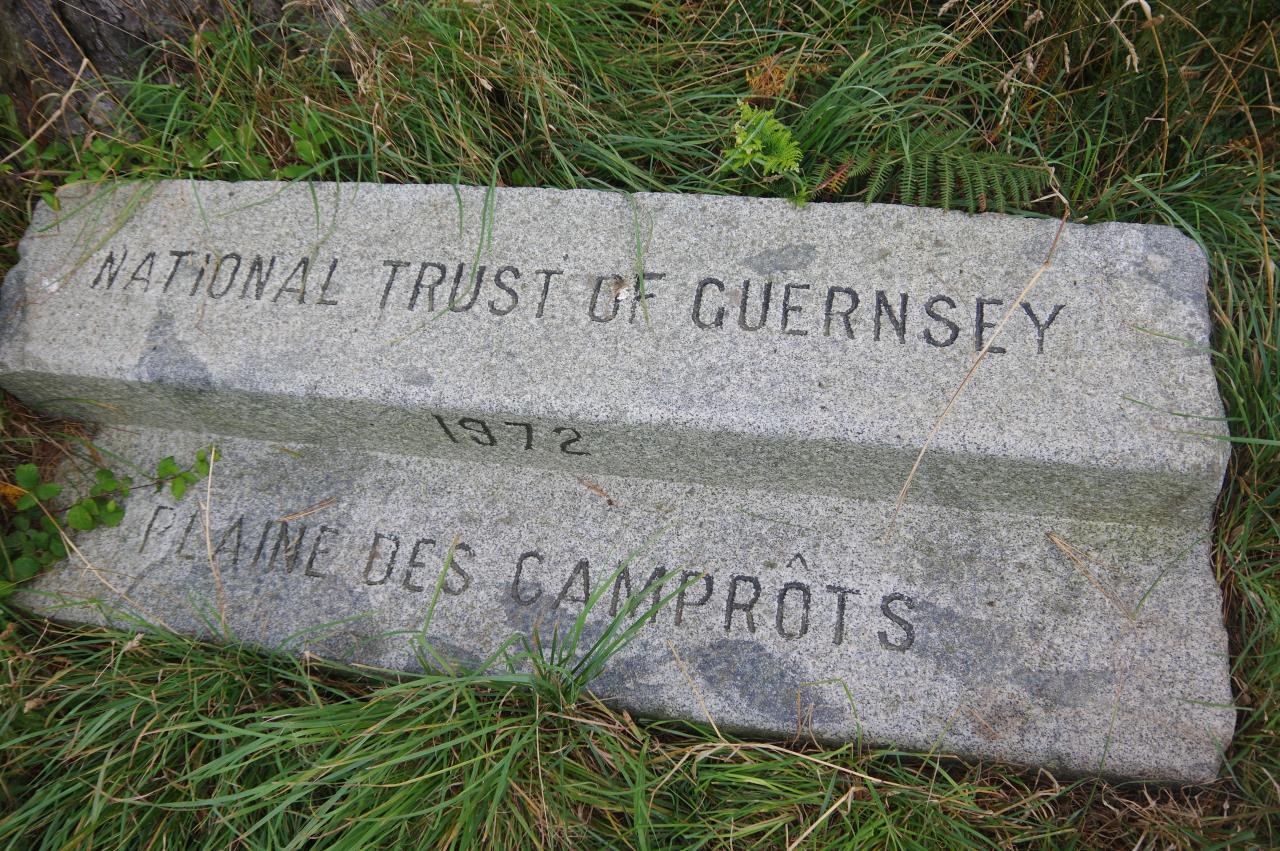 NATIONAL TRUST OF GUERNSEY
1972
PLAINE DES CAMPRÔTS